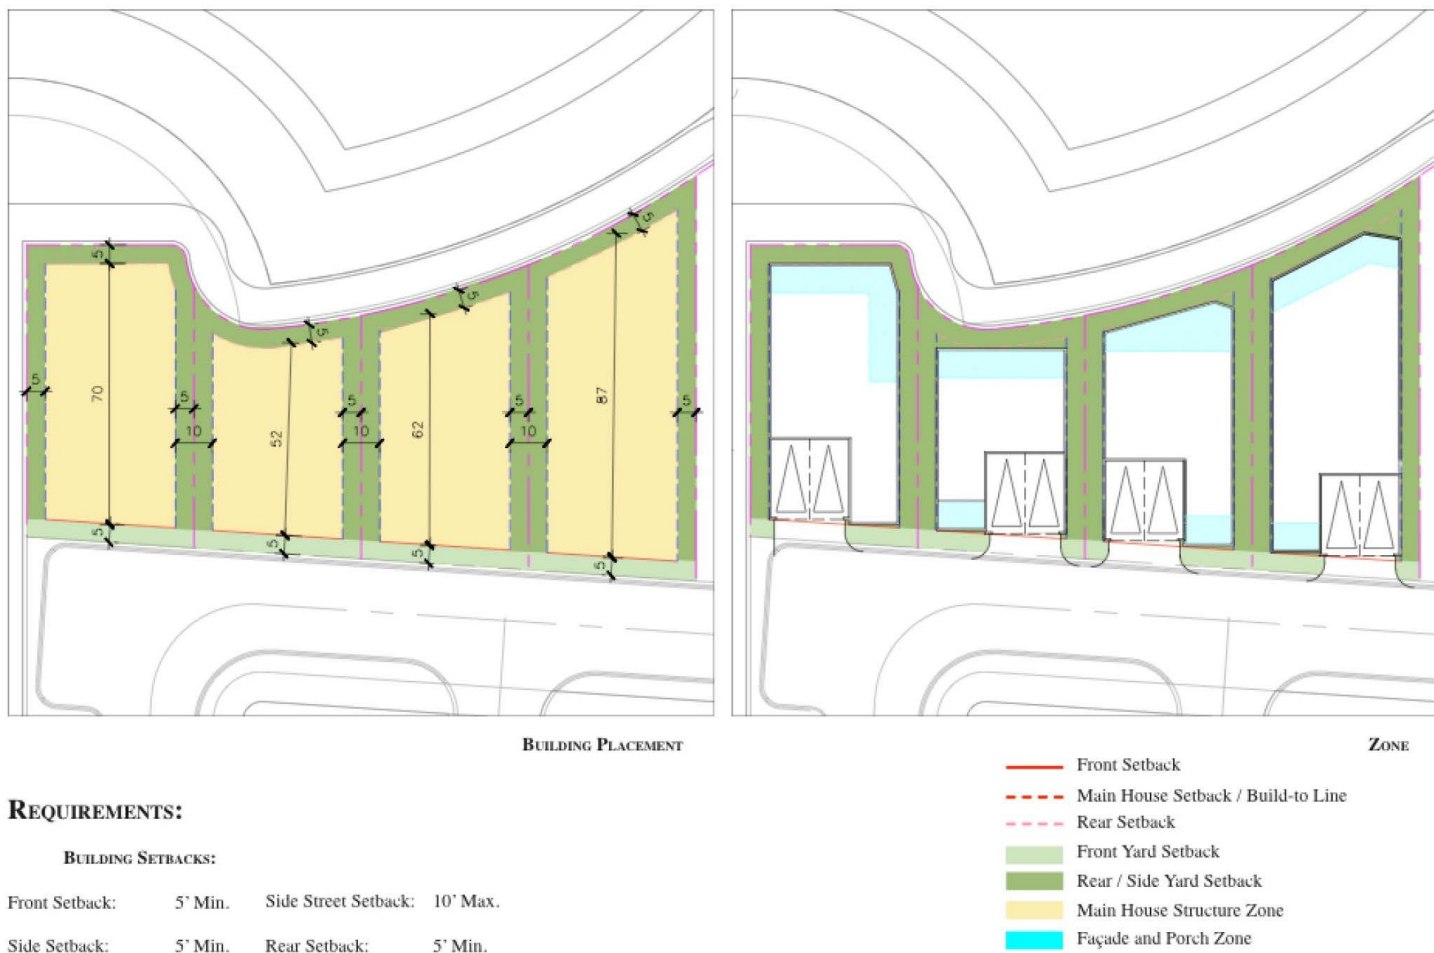 5
5
5
5
5
70
5
5
5
87
5
52
62
10
10
10
5
5
5
5
BUILDING PLACEMENT
ZONE
Front Setback
Main House Setback / Build-to Line
Rear Setback
Front Yard Setback
Rear / Side Yard Setback
Main House Structure Zone
Façade and Porch Zone
REQUIREMENTS:
BUILDING SETBACKS:
Front Setback: 5' Min. Side Street Setback: 10' Max.
Side Setback: 5' Min. Rear Setback: 5' Min.